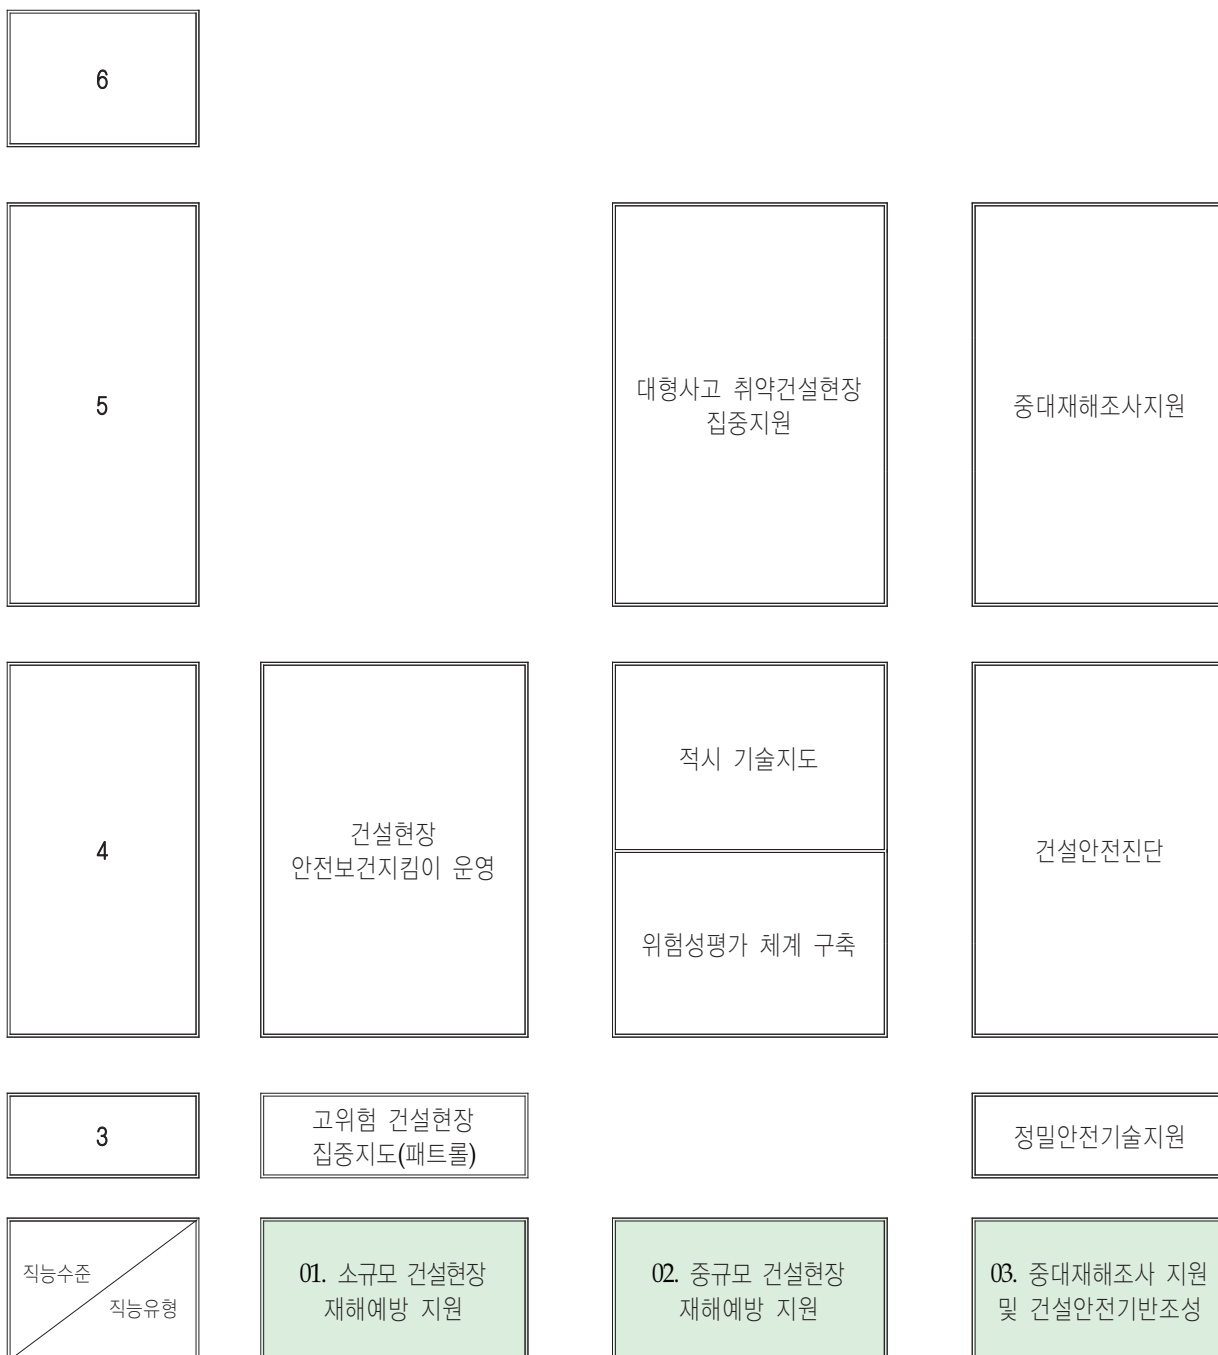 6
5
대형사고 취약건설현장
집중지원
중대재해조사지원
4
건설현장
안전보건지킴이 운영
적시 기술지도
위험성평가 체계 구축
건설안전진단
3
고위험 건설현장
집중지도(패트롤)
정밀안전기술지원
직능수준
직능유형
01. 소규모 건설현장
재해예방 지원
02. 중규모 건설현장
재해예방 지원
03. 중대재해조사 지원
및 건설안전기반조성